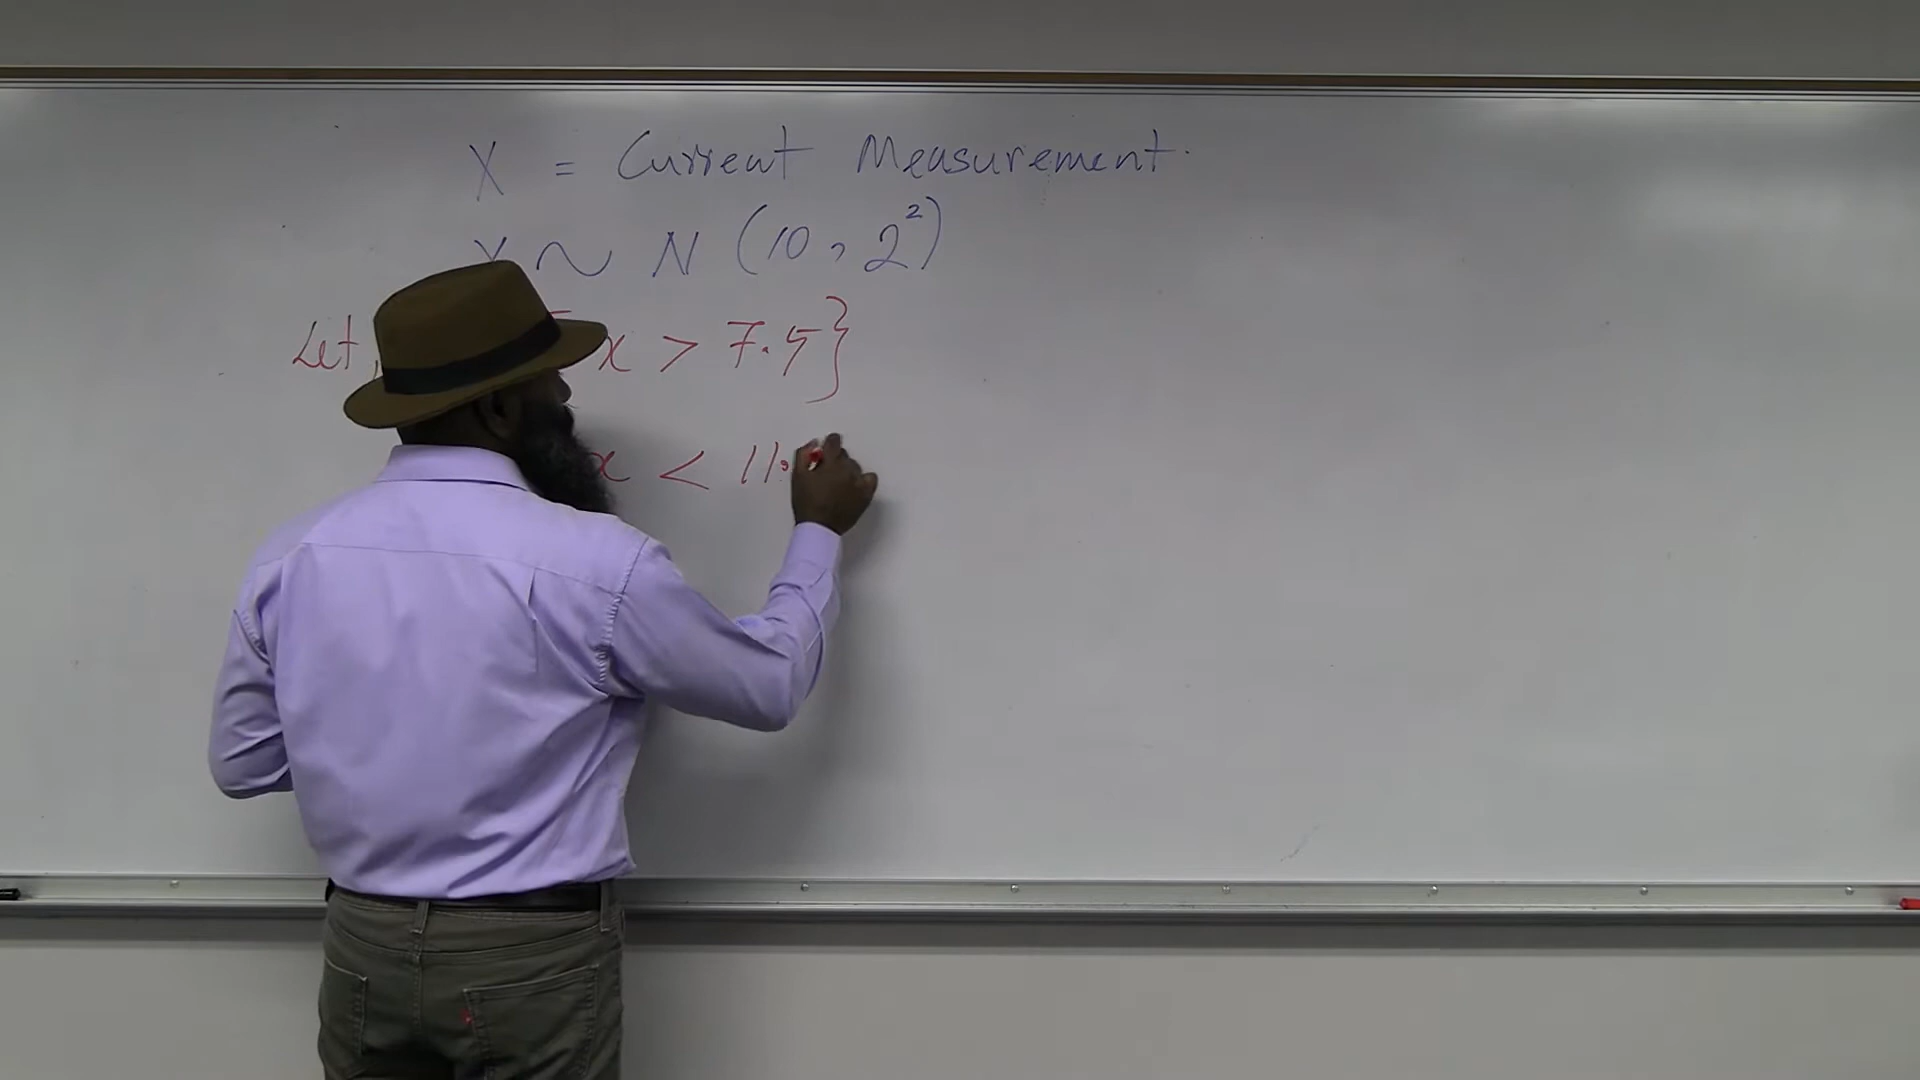 X = Current Measurement.
X ~ N (10, 2²)
Let, x > 7.5}
x < 11.